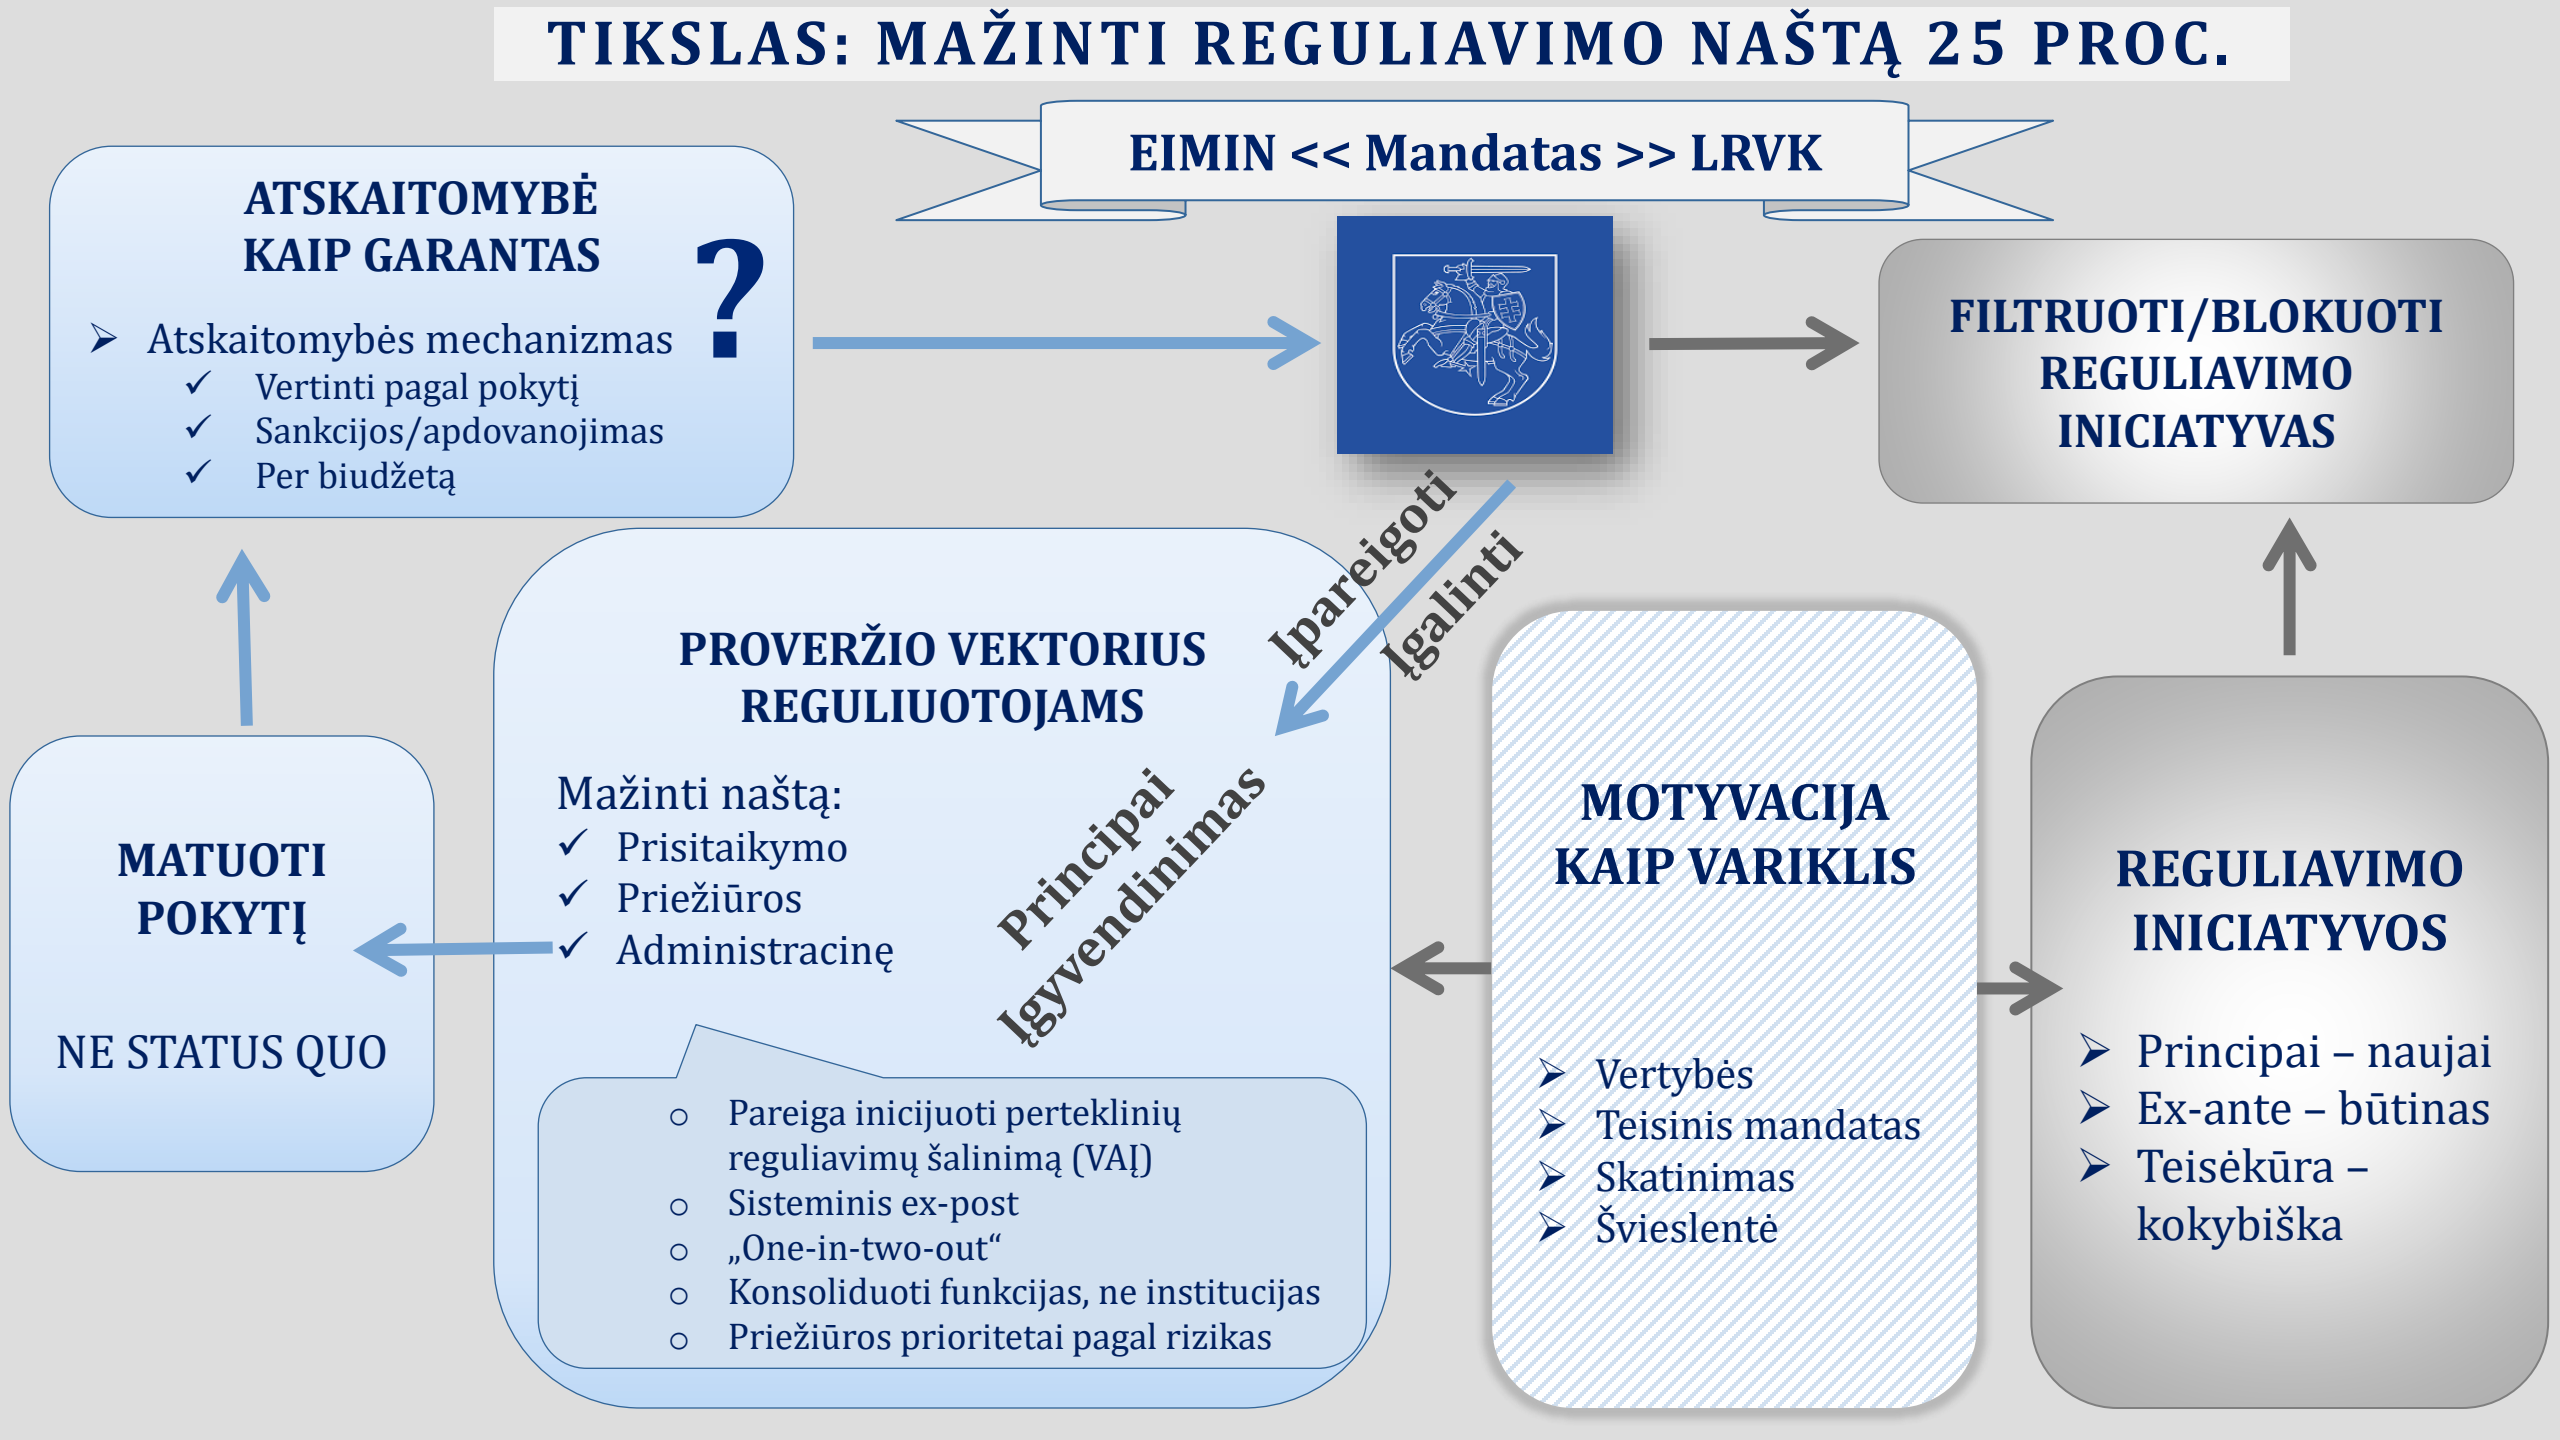 TIKSLAS: MAŽINTI REGULIAVIMO NAŠTĄ 25 PROC.
EIMIN << Mandatas >> LRVK
ATSKAITOMYBĖ
KAIP GARANTAS
?
➢ Atskaitomybės mechanizmas
✓ Vertinti pagal pokytį
✓ Sankcijos/apdovanojimas
✓ Per biudžetą
FILTRUOTI/BLOKUOTI
REGULIAVIMO
INICIATYVAS
Įpareigoti
Įgalinti
PROVERŽIO VEKTORIUS
REGULIUOTOJAMS
Mažinti naštą:
✓ Prisitaikymo
✓ Priežiūros
✓ Administracinę
Principai
Įgyvendinimas
o Pareiga inicijuoti perteklinių
reguliavimų šalinimą (VAĮ)
o Sisteminis ex-post
o „One-in-two-out“
o Konsoliduoti funkcijas, ne institucijas
o Priežiūros prioritetai pagal rizikas
MATUOTI
POKYTĮ
NE STATUS QUO
MOTYVACIJA
KAIP VARIKLIS
➢ Vertybės
➢ Teisinis mandatas
➢ Skatinimas
➢ Švieslentė
REGULIAVIMO
INICIATYVOS
➢ Principai – naujai
➢ Ex-ante – būtinas
➢ Teisėkūra –
kokybiška